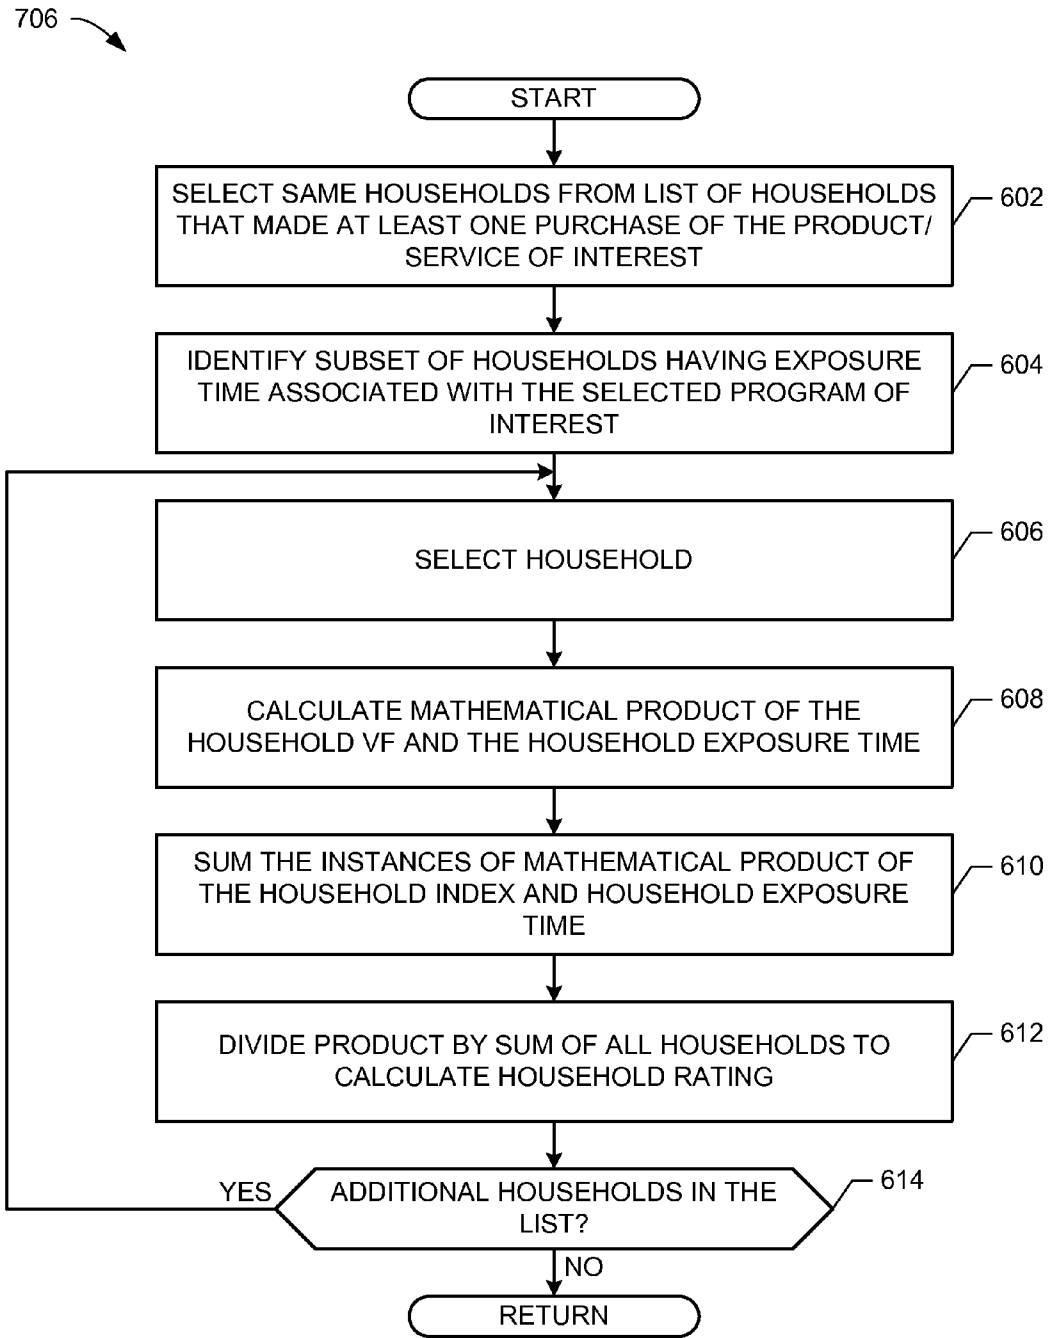 706
START
SELECT SAME HOUSEHOLDS FROM LIST OF HOUSEHOLDS
THAT MADE AT LEAST ONE PURCHASE OF THE PRODUCT/
SERVICE OF INTEREST
602
IDENTIFY SUBSET OF HOUSEHOLDS HAVING EXPOSURE
TIME ASSOCIATED WITH THE SELECTED PROGRAM OF
INTEREST
604
SELECT HOUSEHOLD
606
CALCULATE MATHEMATICAL PRODUCT OF THE
HOUSEHOLD VF AND THE HOUSEHOLD EXPOSURE TIME
608
SUM THE INSTANCES OF MATHEMATICAL PRODUCT OF
THE HOUSEHOLD INDEX AND HOUSEHOLD EXPOSURE
TIME
610
DIVIDE PRODUCT BY SUM OF ALL HOUSEHOLDS TO
CALCULATE HOUSEHOLD RATING
612
YES
ADDITIONAL HOUSEHOLDS IN THE
LIST?
614
NO
RETURN